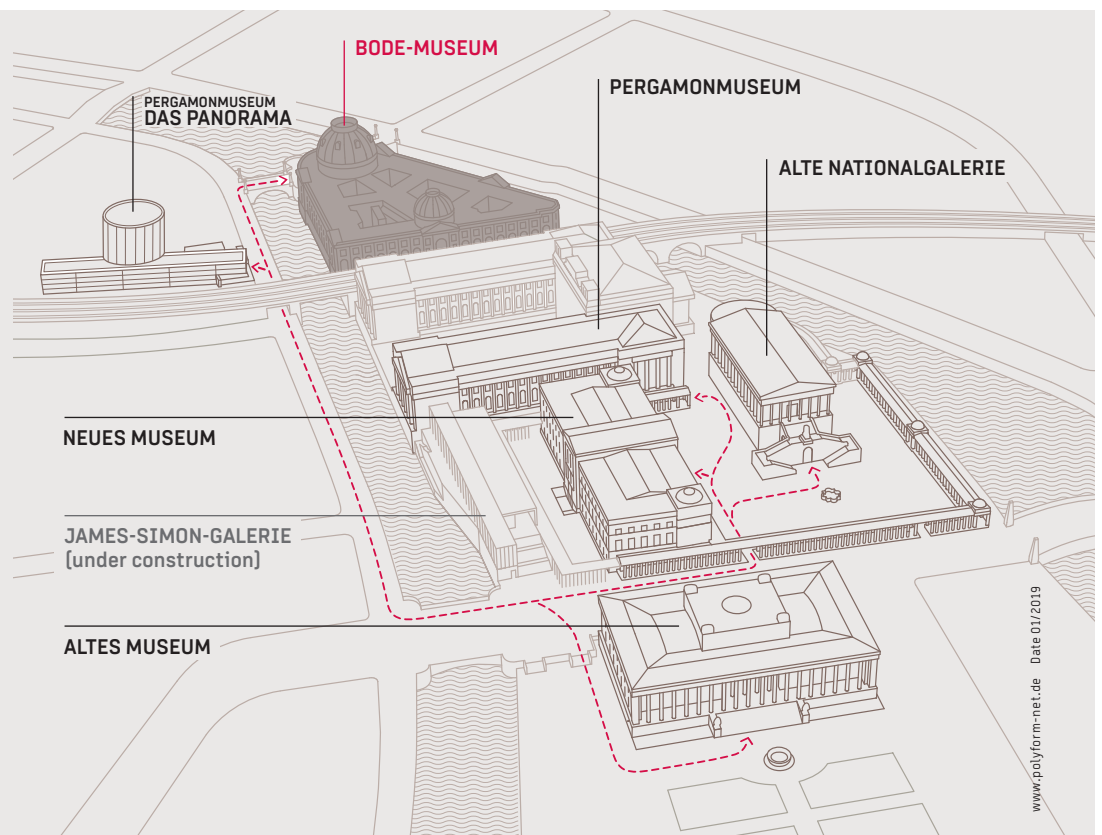 BODE-MUSEUM
PERGAMONMUSEUM
PERGAMONMUSEUM
DAS PANORAMA
ALTE NATIONALGALERIE
NEUES MUSEUM
JAMES-SIMON-GALERIE
(under construction)
ALTES MUSEUM
www.polyform-net.de Date 01/2019